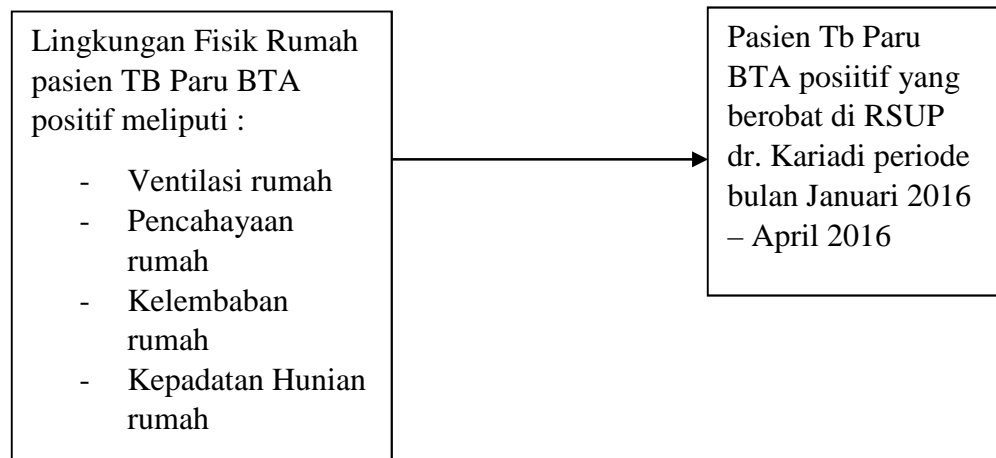 Lingkungan Fisik Rumah
pasien TB Paru BTA
positif meliputi :
- Ventilasi rumah
- Pencahayaan
rumah
- Kelembaban
rumah
- Kepadatan Hunian
rumah
Pasien Tb Paru
BTA posiitif yang
berobat di RSUP
dr. Kariadi periode
bulan Januari 2016
– April 2016